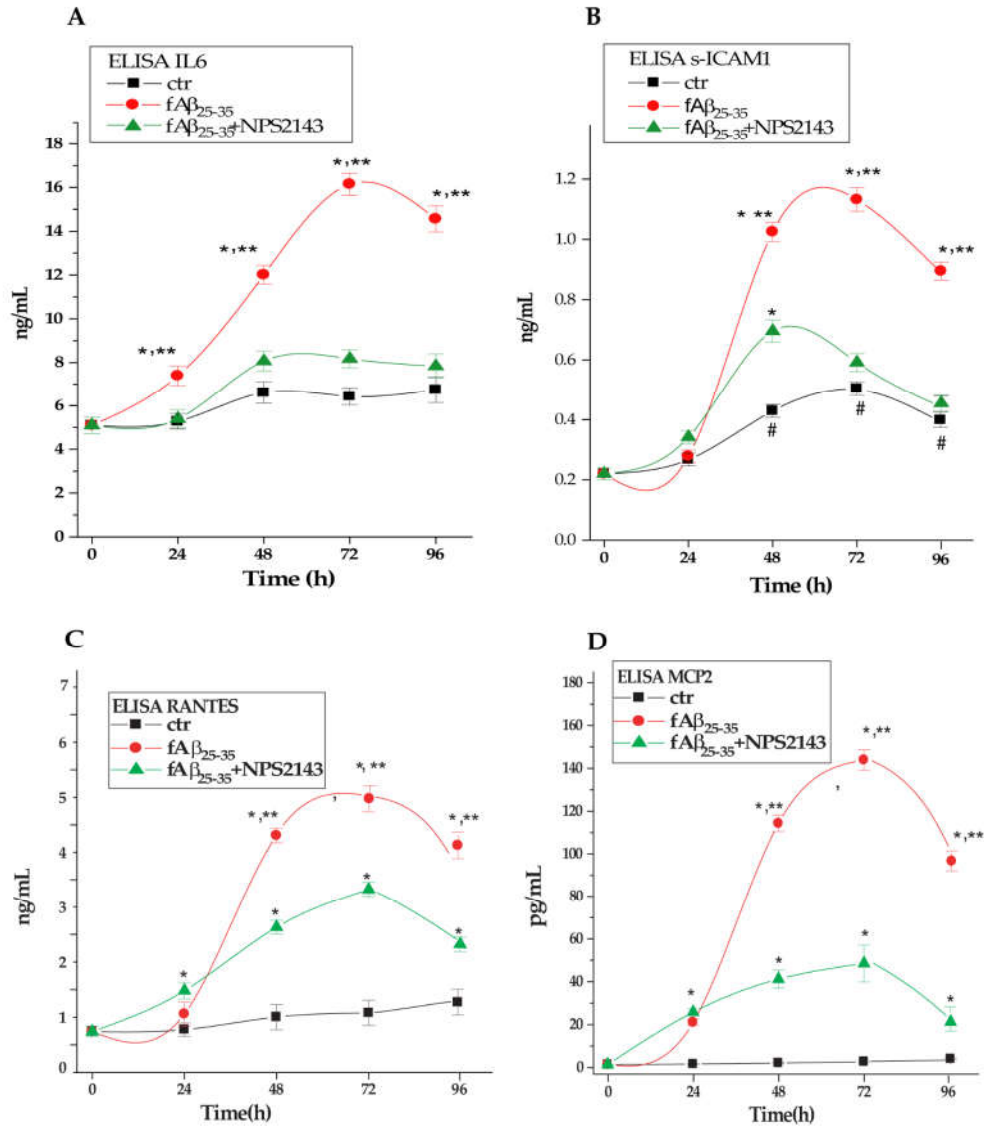 A
ELISA IL6
ctr
fAβ25-35
fAβ25-35+NPS2143
18
16
14
12
10
8
6
4
2
0
ng/mL
*,**
*,**
*,**
*,**
0 24 48 72 96
Time (h)
B
ELISA s-ICAM1
ctr
fAβ25-35
fAβ25-35+NPS2143
1.2
1.0
0.8
0.6
0.4
0.2
0.0
ng/mL
* **
*,**
*,**
*
# # #
0 24 48 72 96
Time (h)
C
ELISA RANTES
ctr
fAβ25-35
fAβ25-35+NPS2143
7
6
5
4
3
2
1
0
ng/mL
*,**
,
*,**
*,**
* * * *
0 24 48 72 96
Time(h)
D
ELISA MCP2
ctr
fAβ25-35
fAβ25-35+NPS2143
180
160
140
120
100
80
60
40
20
0
pg/mL
*,**
,
*,**
*,**
* * * *
0 24 48 72 96
Time(h)